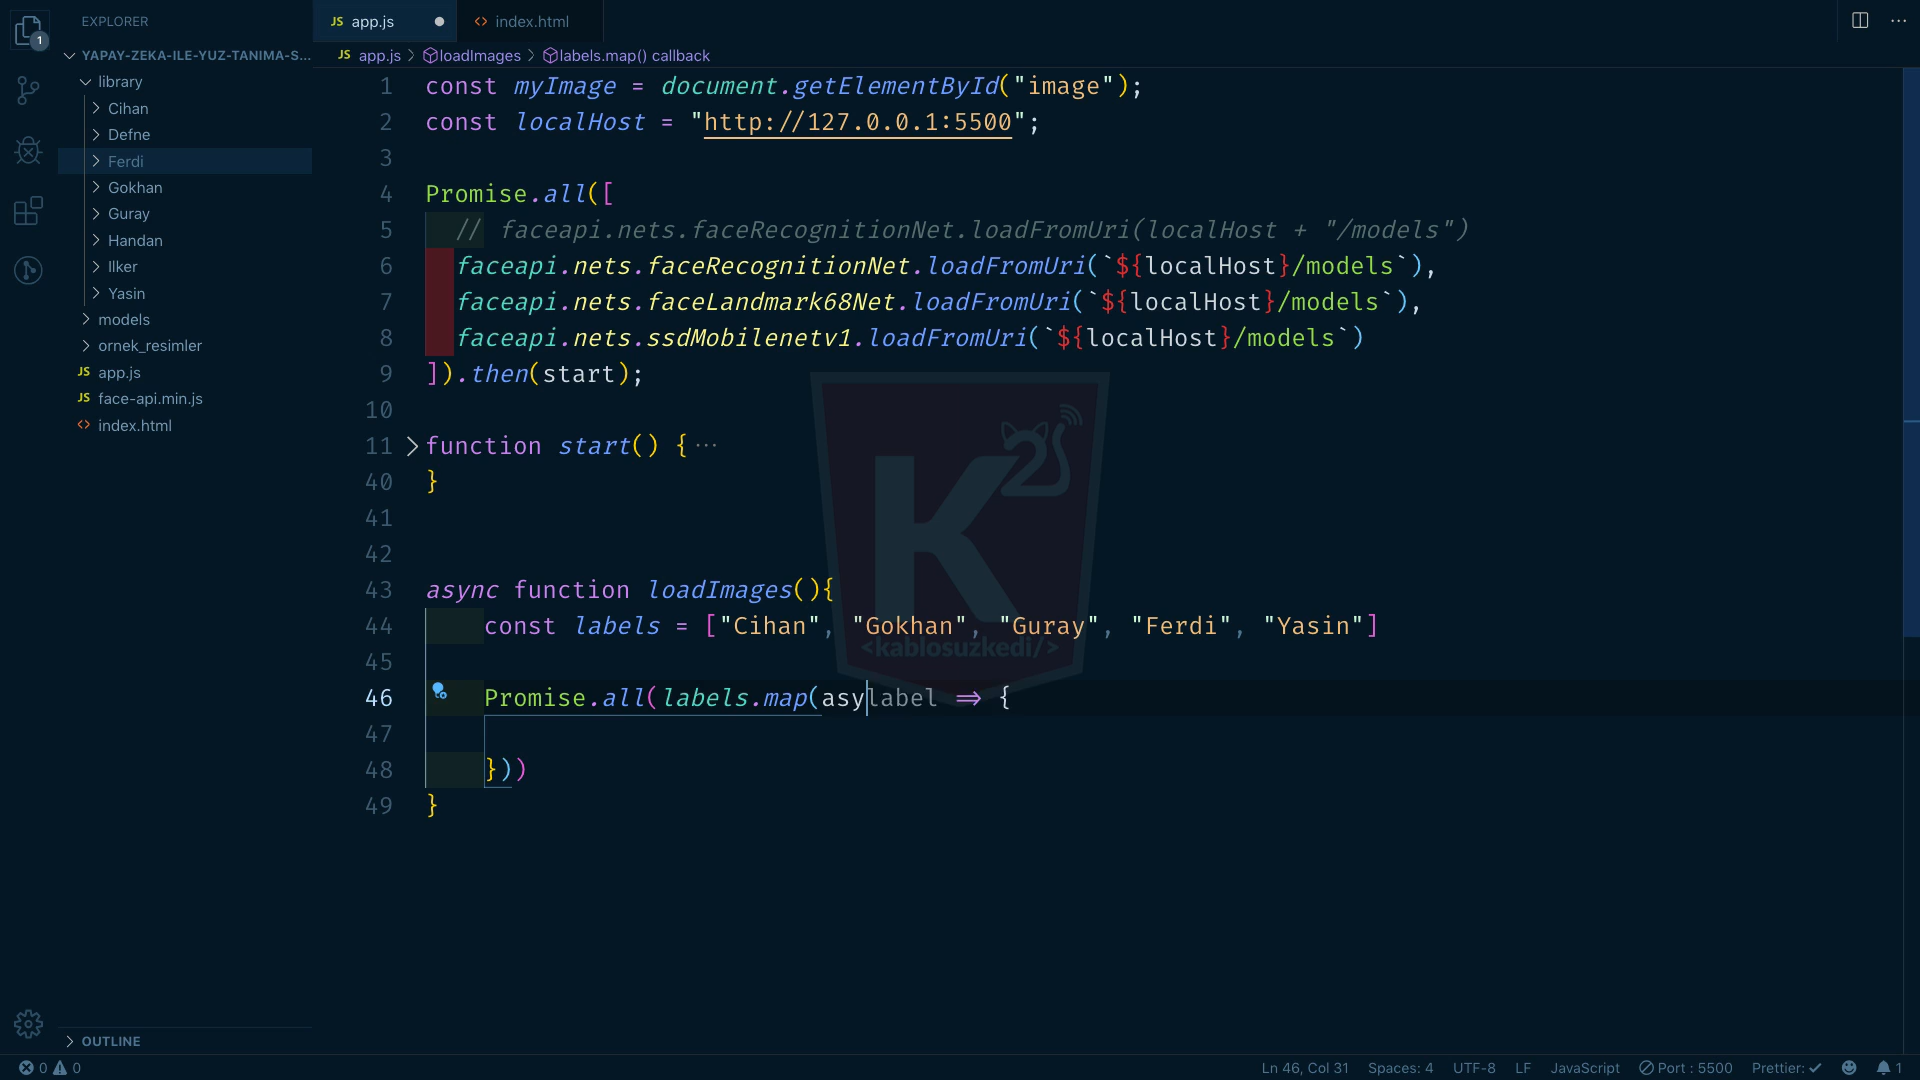 EXPLORER
1
YAPAY-ZEKA-ILE-YUZ-TANIMA-S...
library
Cihan
Defne
Ferdi
Gokhan
Guray
Handan
Ilker
Yasin
models
ornek_resimler
JS app.js
JS face-api.min.js
<> index.html
OUTLINE
JS app.js
<> index.html
JS app.js > loadImages > labels.map() callback
1 const myImage = document.getElementById("image");
2 const localHost = "http://127.0.0.1:5500";
3
4 Promise.all([
5 // faceapi.nets.faceRecognitionNet.loadFromUri(localHost + "/models")
6 faceapi.nets.faceRecognitionNet.loadFromUri(`${localHost}/models`),
7 faceapi.nets.faceLandmark68Net.loadFromUri(`${localHost}/models`),
8 faceapi.nets.ssdMobilenetv1.loadFromUri(`${localHost}/models`)
9 ]).then(start);
10
11 function start() {···
40 }
41
42
43 async function loadImages(){
44 const labels = ["Cihan", "Gokhan", "Guray", "Ferdi", "Yasin"]
45
46 Promise.all(labels.map(asylabel => {
47
48 }))
49 }
K
<kablosuzkedi/>
0 0
Ln 46, Col 31 Spaces: 4 UTF-8 LF JavaScript Port : 5500 Prettier: ✓ 1